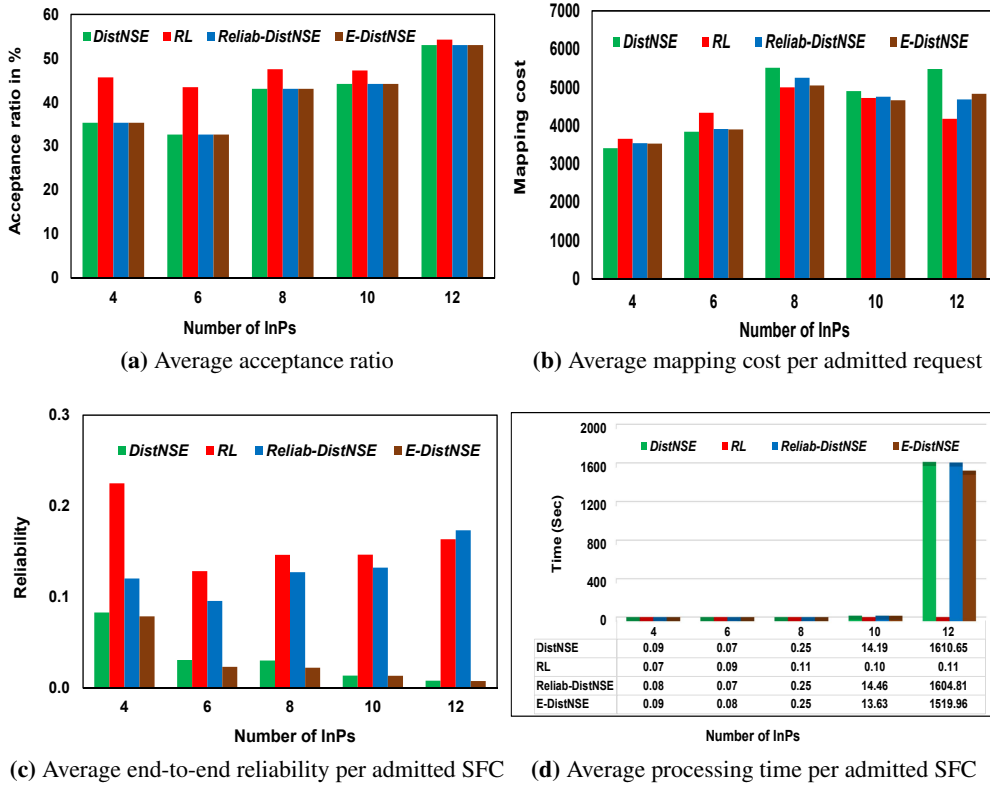 60
50
40
30
20
10
0
Acceptance ratio in %
DistNSE RL Reliab-DistNSE E-DistNSE
4 6 8 10 12
Number of InPs
(a) Average acceptance ratio
7000
6000
5000
4000
3000
2000
1000
0
Mapping cost
DistNSE RL Reliab-DistNSE E-DistNSE
4 6 8 10 12
Number of InPs
(b) Average mapping cost per admitted request
0.3
0.2
0.1
0.0
Reliability
DistNSE RL Reliab-DistNSE E-DistNSE
4 6 8 10 12
Number of InPs
(c) Average end-to-end reliability per admitted SFC
2000
1600
1200
800
400
0
Time (Sec)
DistNSE RL Reliab-DistNSE E-DistNSE
4 6 8 10 12
DistNSE 0.09 0.07 0.25 14.19 1610.65
RL 0.07 0.09 0.11 0.10 0.11
Reliab-DistNSE 0.08 0.07 0.25 14.46 1604.81
E-DistNSE 0.09 0.08 0.25 13.63 1519.96
Number of InPs
(d) Average processing time per admitted SFC